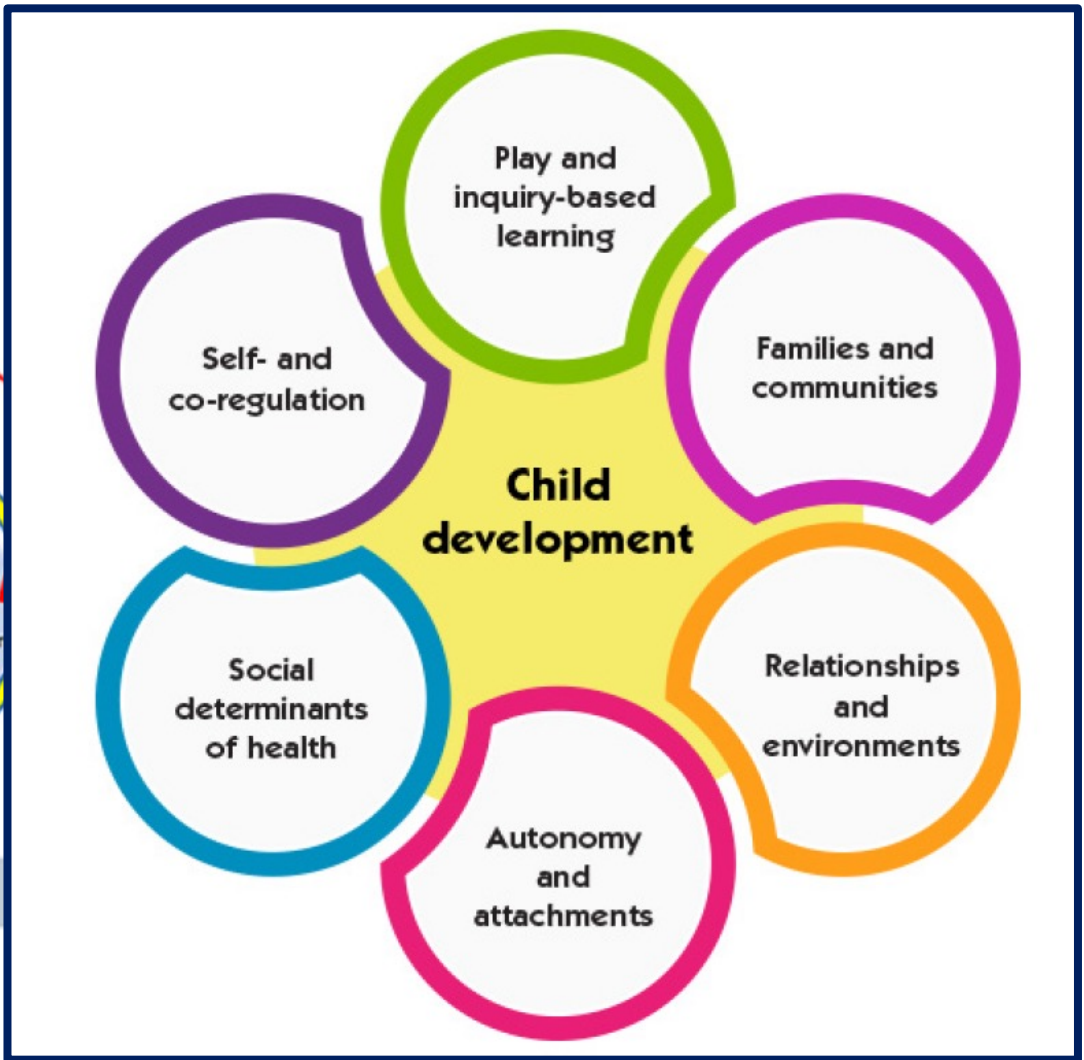 Play and
inquiry-based
learning
Families and
communities
Relationships
and
environments
Autonomy
and
attachments
Social
determinants
of health
Self- and
co-regulation
Child
development